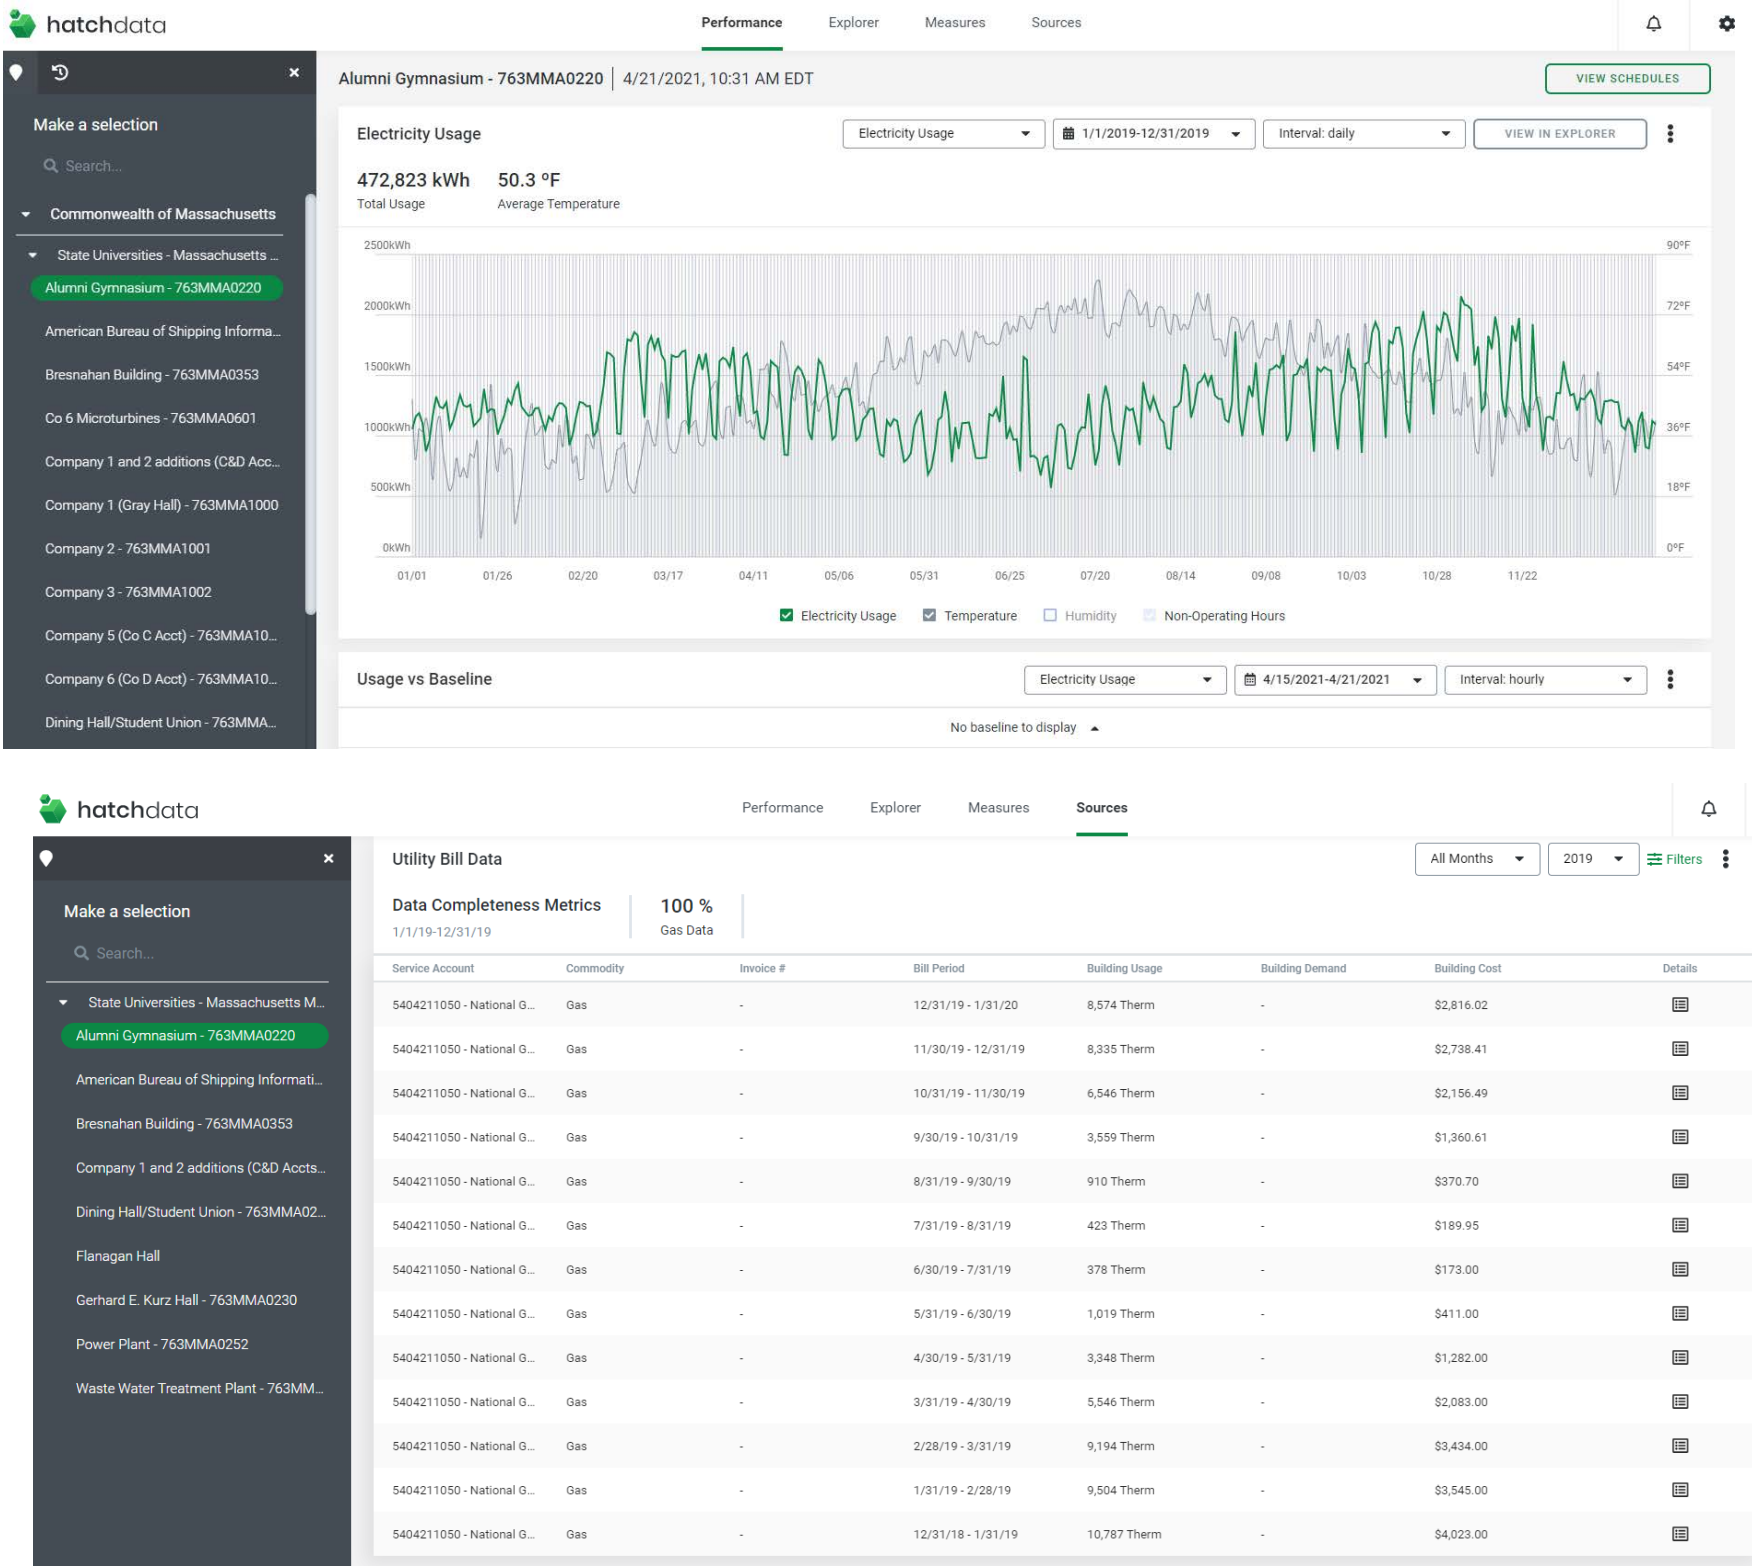 hatchdata
Performance Explorer Measures Sources
Make a selection
Search...
Commonwealth of Massachusetts
State Universities - Massachusetts ...
Alumni Gymnasium - 763MMA0220
American Bureau of Shipping Informa...
Bresnahan Building - 763MMA0353
Co 6 Microturbines - 763MMA0601
Company 1 and 2 additions (C&D Acc...
Company 1 (Gray Hall) - 763MMA1000
Company 2 - 763MMA1001
Company 3 - 763MMA1002
Company 5 (Co C Acct) - 763MMA10...
Company 6 (Co D Acct) - 763MMA10...
Dining Hall/Student Union - 763MMA...
Alumni Gymnasium - 763MMA0220 | 4/21/2021, 10:31 AM EDT
VIEW SCHEDULES
Electricity Usage
Electricity Usage 1/1/2019-12/31/2019 Interval: daily VIEW IN EXPLORER
472,823 kWh 50.3 ºF
Total Usage Average Temperature
2500kWh 90ºF
2000kWh 72ºF
1500kWh 54ºF
1000kWh 36ºF
500kWh 18ºF
0kWh 0ºF
01/01 01/26 02/20 03/17 04/11 05/06 05/31 06/25 07/20 08/14 09/08 10/03 10/28 11/22
Electricity Usage Temperature Humidity Non-Operating Hours
Usage vs Baseline
Electricity Usage 4/15/2021-4/21/2021 Interval: hourly
No baseline to display
hatchdata
Performance Explorer Measures Sources
Make a selection
Search...
State Universities - Massachusetts M...
Alumni Gymnasium - 763MMA0220
American Bureau of Shipping Informati...
Bresnahan Building - 763MMA0353
Company 1 and 2 additions (C&D Accts...
Dining Hall/Student Union - 763MMA02...
Flanagan Hall
Gerhard E. Kurz Hall - 763MMA0230
Power Plant - 763MMA0252
Waste Water Treatment Plant - 763MM...
Utility Bill Data
All Months 2019 Filters
Data Completeness Metrics 100 %
1/1/19-12/31/19 Gas Data
Service Account Commodity Invoice # Bill Period Building Usage Building Demand Building Cost Details
5404211050 - National G... Gas - 12/31/19 - 1/31/20 8,574 Therm - $2,816.02
5404211050 - National G... Gas - 11/30/19 - 12/31/19 8,335 Therm - $2,738.41
5404211050 - National G... Gas - 10/31/19 - 11/30/19 6,546 Therm - $2,156.49
5404211050 - National G... Gas - 9/30/19 - 10/31/19 3,559 Therm - $1,360.61
5404211050 - National G... Gas - 8/31/19 - 9/30/19 910 Therm - $370.70
5404211050 - National G... Gas - 7/31/19 - 8/31/19 423 Therm - $189.95
5404211050 - National G... Gas - 6/30/19 - 7/31/19 378 Therm - $173.00
5404211050 - National G... Gas - 5/31/19 - 6/30/19 1,019 Therm - $411.00
5404211050 - National G... Gas - 4/30/19 - 5/31/19 3,348 Therm - $1,282.00
5404211050 - National G... Gas - 3/31/19 - 4/30/19 5,546 Therm - $2,083.00
5404211050 - National G... Gas - 2/28/19 - 3/31/19 9,194 Therm - $3,434.00
5404211050 - National G... Gas - 1/31/19 - 2/28/19 9,504 Therm - $3,545.00
5404211050 - National G... Gas - 12/31/18 - 1/31/19 10,787 Therm - $4,023.00